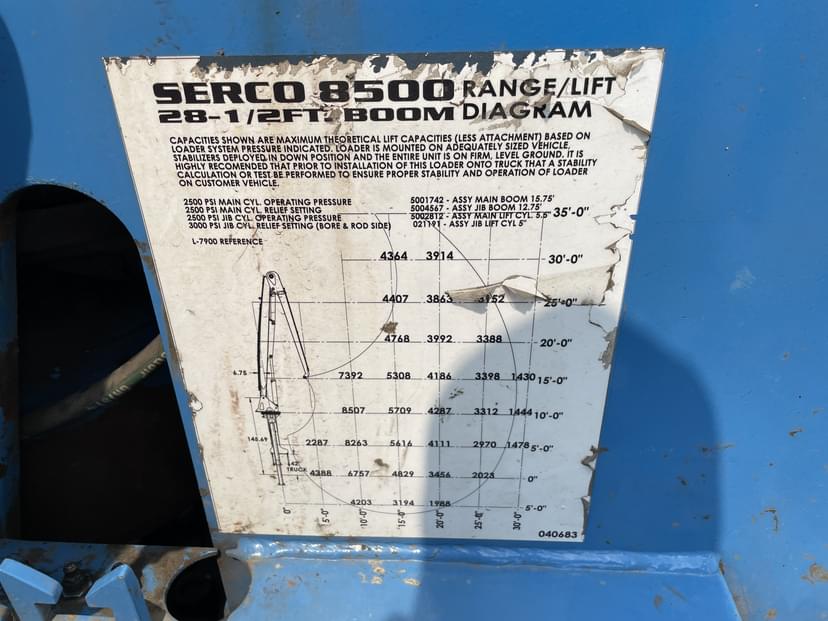 SERCO 8500 RANGE/LIFT
28-1/2FT. BOOM DIAGRAM
CAPACITIES SHOWN ARE MAXIMUM THEORETICAL LIFT CAPACITIES (LESS ATTACHMENT) BASED ON
LOADER SYSTEM PRESSURE INDICATED. LOADER IS MOUNTED ON ADEQUATELY SIZED VEHICLE,
STABILIZERS DEPLOYED IN DOWN POSITION AND THE ENTIRE UNIT IS ON FIRM, LEVEL GROUND. IT IS
HIGHLY RECOMENDED THAT PRIOR TO INSTALLATION OF THIS LOADER ONTO TRUCK THAT A STABILITY
CALCULATION OR TEST BE PERFORMED TO ENSURE PROPER STABILITY AND OPERATION OF LOADER
ON CUSTOMER VEHICLE.
2500 PSI MAIN CYL. OPERATING PRESSURE
2500 PSI MAIN CYL. RELIEF SETTING
2500 PSI JIB CYL. OPERATING PRESSURE
3000 PSI JIB CYL. RELIEF SETTING (BORE & ROD SIDE)
5001742 - ASSY MAIN BOOM 15.75'
5004567 - ASSY JIB BOOM 12.75'
5002812 - ASSY MAIN LIFT CYL. 5.5"
021191 - ASSY JIB LIFT CYL 5"
L-7900 REFERENCE
35'-0"
4364 3914 30'-0"
4407 3863 25'-0"
4768 3992 3388 20'-0"
6.75 7392 5308 4186 3398 1430 15'-0"
8507 5709 4287 3312 1444 10'-0"
148.69 2287 8263 5616 4111 2970 1478 5'-0"
42" TRUCK 4388 6757 4829 3456 2023 0"
4203 3194 1988 5'-0"
0' 5'-0" 10'-0" 15'-0" 20'-0" 25'-0" 30'-0"
040683